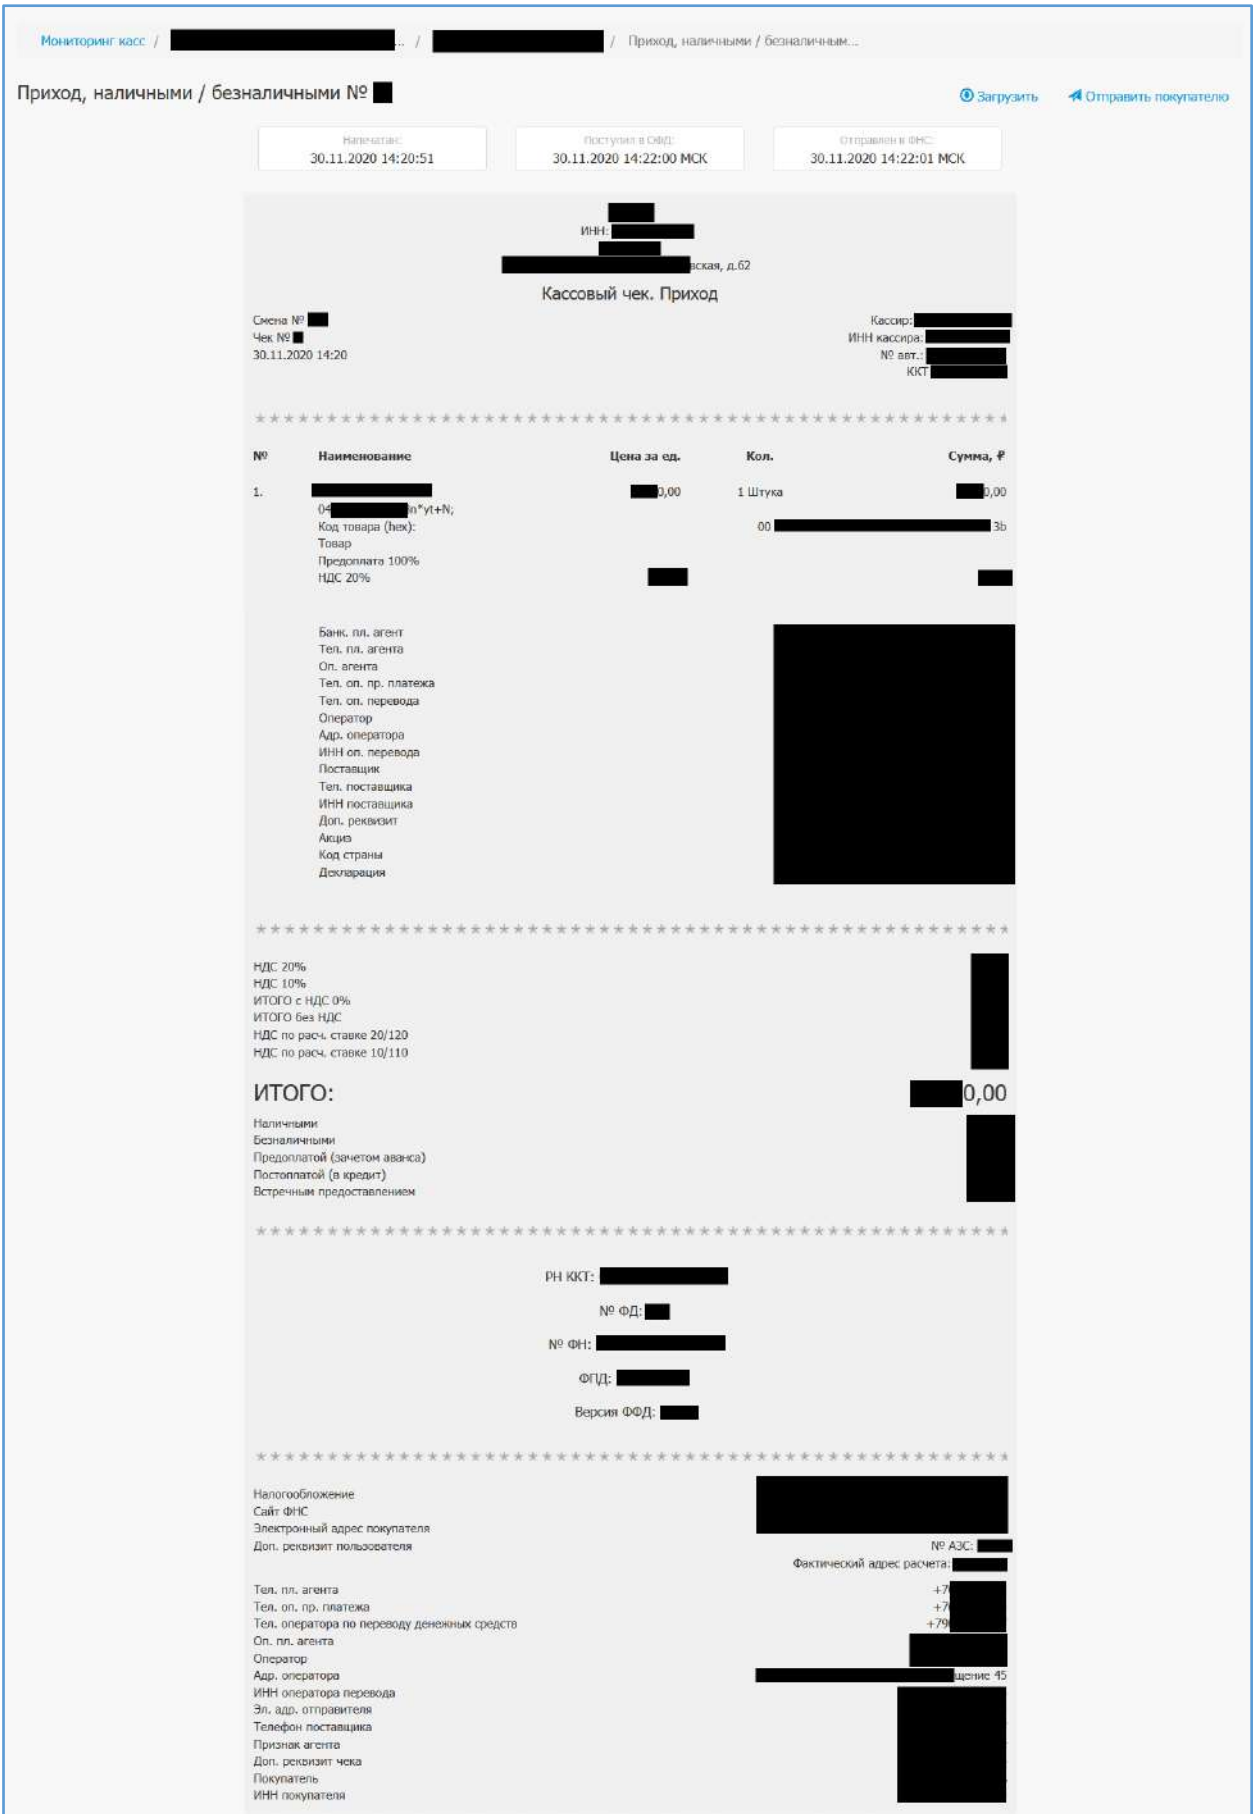 Мониторинг касс / ... / / Приход, наличными / безналичным...
Приход, наличными / безналичными №
Загрузить Отправить покупателю
Напечатан: Поступил в ОФД: Отправлен в ФНС:
30.11.2020 14:20:51 30.11.2020 14:22:00 МСК 30.11.2020 14:22:01 МСК
ИНН:
вская, д.62
Кассовый чек. Приход
Смена № Кассир:
Чек № ИНН кассира:
30.11.2020 14:20 № авт.:
ККТ
№ Наименование Цена за ед. Кол. Сумма, ₽
1. 0,00 1 Штука 0,00
04 n*yt+N;
Код товара (hex): 00 3b
Товар
Предоплата 100%
НДС 20%
Банк. пл. агент
Тел. пл. агента
Оп. агента
Тел. оп. пр. платежа
Тел. оп. перевода
Оператор
Адр. оператора
ИНН оп. перевода
Поставщик
Тел. поставщика
ИНН поставщика
Доп. реквизит
Акциз
Код страны
Декларация
НДС 20%
НДС 10%
ИТОГО с НДС 0%
ИТОГО без НДС
НДС по расч. ставке 20/120
НДС по расч. ставке 10/110
ИТОГО: 0,00
Наличными
Безналичными
Предоплатой (зачетом аванса)
Постоплатой (в кредит)
Встречным предоставлением
РН ККТ:
№ ФД:
№ ФН:
ФПД:
Версия ФФД:
Налогообложение
Сайт ФНС
Электронный адрес покупателя
Доп. реквизит пользователя № АЗС:
Фактический адрес расчета:
Тел. пл. агента +7
Тел. оп. пр. платежа +7
Тел. оператора по переводу денежных средств +79
Оп. пл. агента
Оператор
Адр. оператора щение 45
ИНН оператора перевода
Эл. адр. отправителя
Телефон поставщика
Признак агента
Доп. реквизит чека
Покупатель
ИНН покупателя